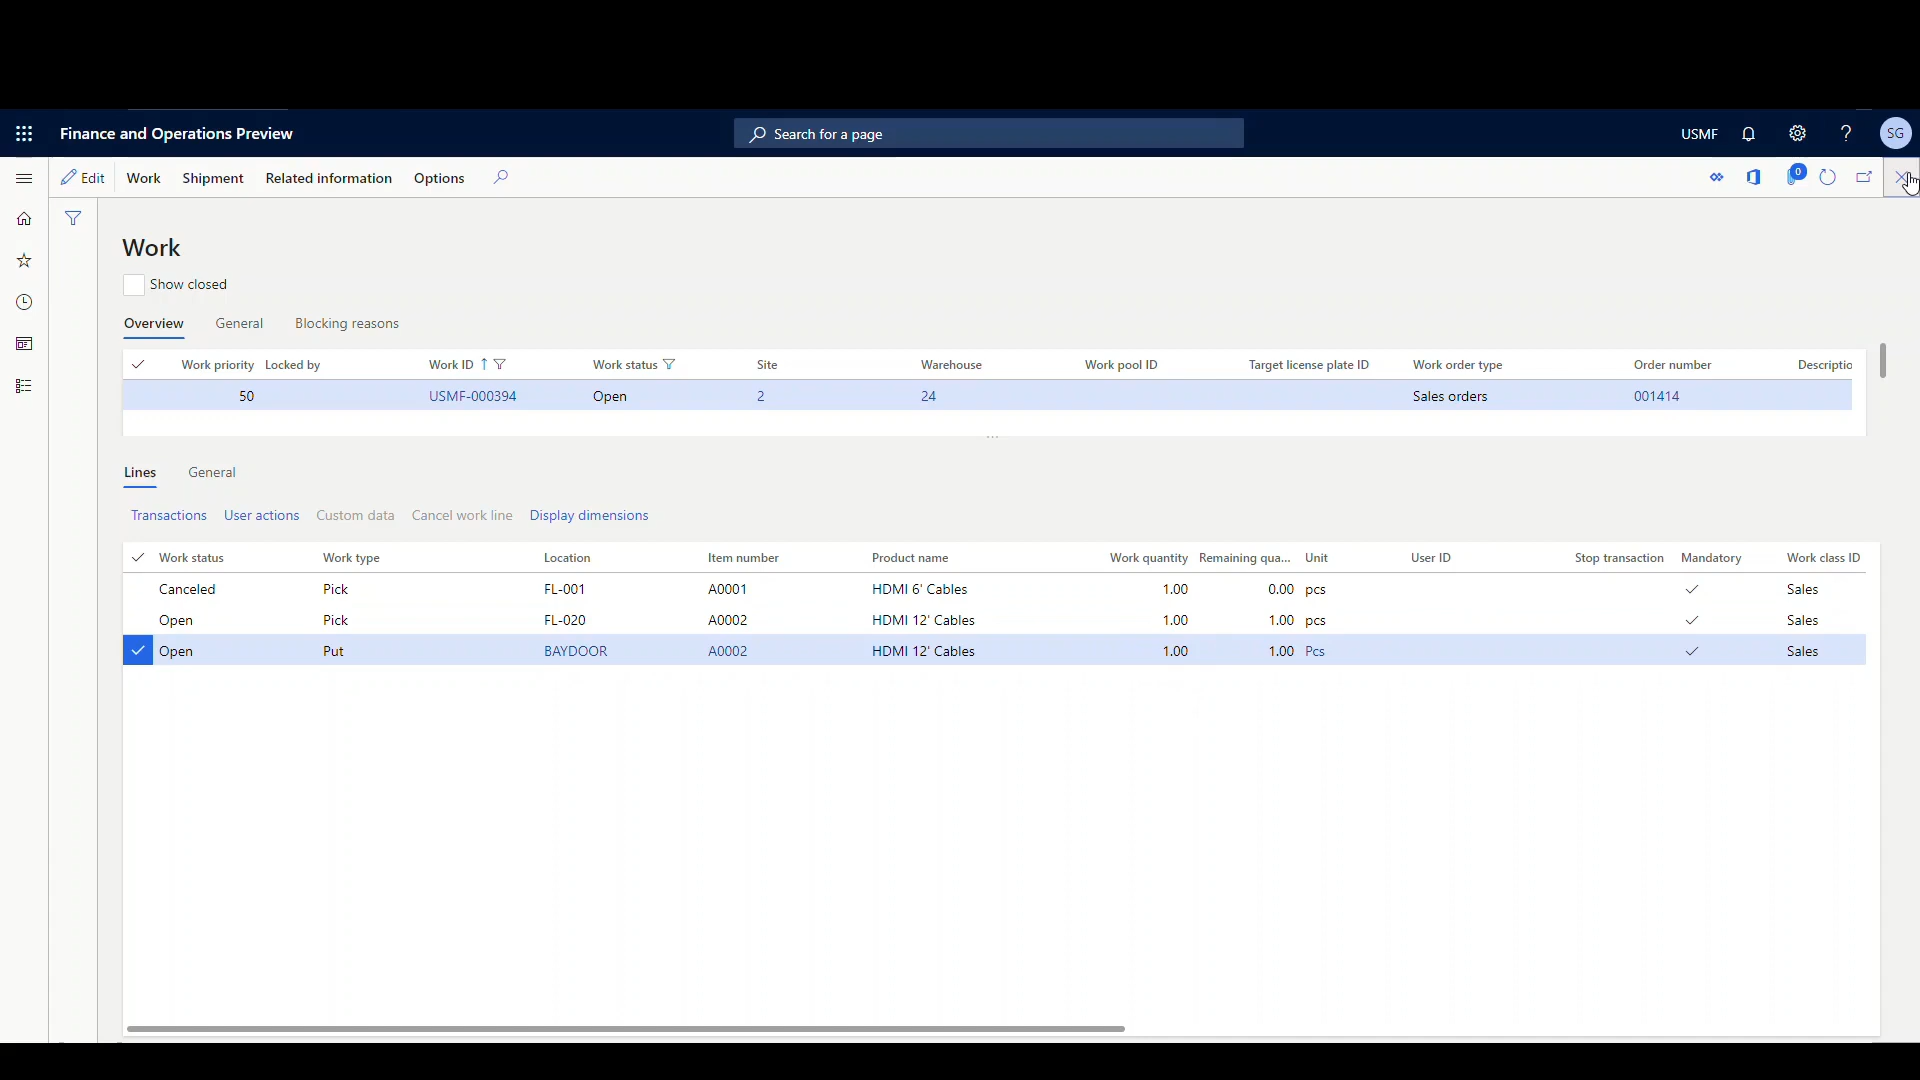 Finance and Operations Preview
Search for a page
USMF
?
SG
Edit Work Shipment Related information Options
0
Work
Show closed
Overview General Blocking reasons
Work priority Locked by Work ID Work status Site Warehouse Work pool ID Target license plate ID Work order type Order number Descriptio
50 USMF-000394 Open 2 24 Sales orders 001414
...
Lines General
Transactions User actions Custom data Cancel work line Display dimensions
Work status Work type Location Item number Product name Work quantity Remaining qua... Unit User ID Stop transaction Mandatory Work class ID
Canceled Pick FL-001 A0001 HDMI 6' Cables 1.00 0.00 pcs Sales
Open Pick FL-020 A0002 HDMI 12' Cables 1.00 1.00 pcs Sales
Open Put BAYDOOR A0002 HDMI 12' Cables 1.00 1.00 Pcs Sales